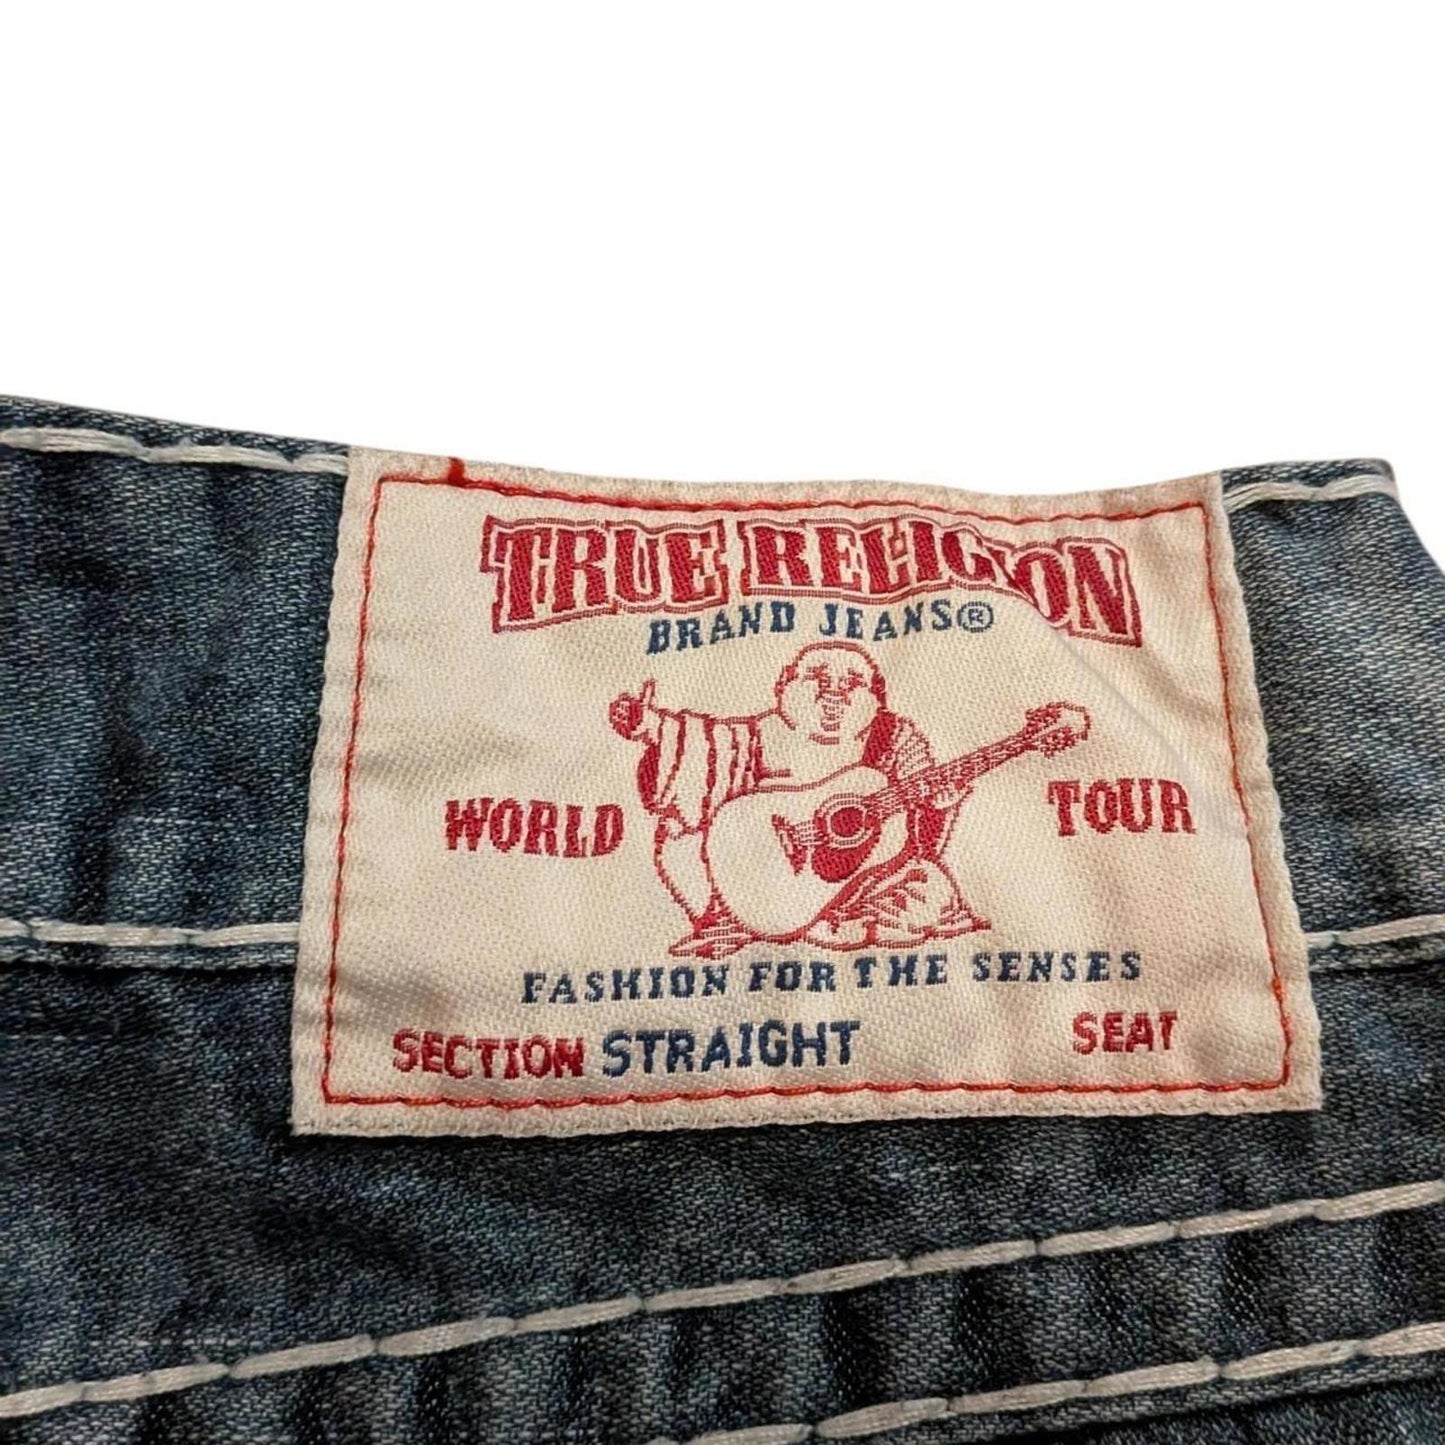 TRUE RELIGION
BRAND JEANS®
WORLD TOUR
FASHION FOR THE SENSES
SECTION STRAIGHT SEAT